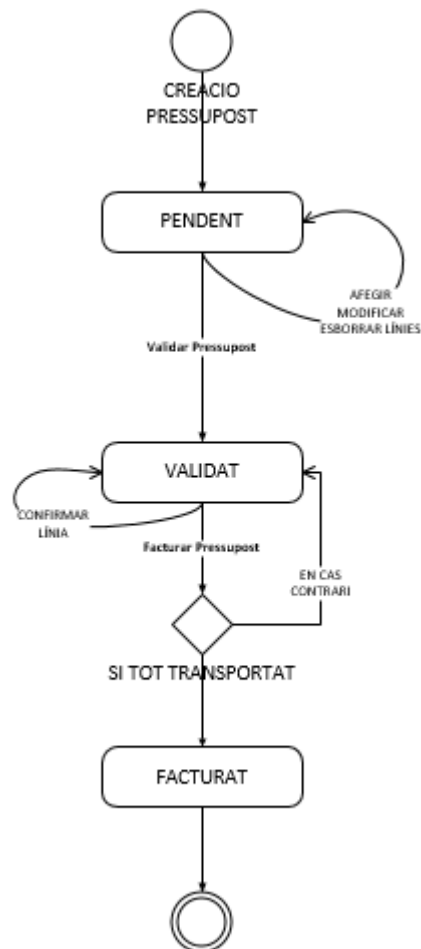 CREACIO
PRESSUPOST
PENDENT
AFEGIR
MODIFICAR
ESBORRAR LÍNIES
Validar Pressupost
VALIDAT
CONFIRMAR
LÍNIA
Facturar Pressupost
EN CAS
CONTRARI
SI TOT TRANSPORTAT
FACTURAT